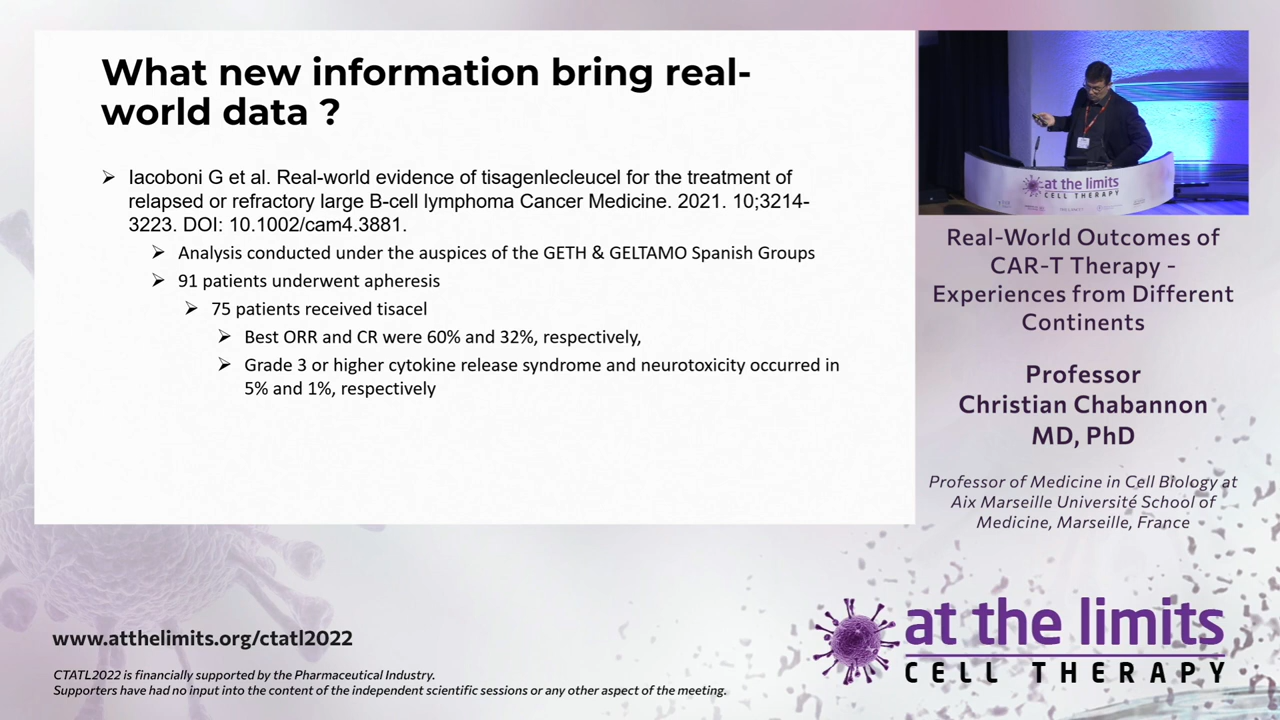 What new information bring real-
world data ?
➢ Iacoboni G et al. Real-world evidence of tisagenlecleucel for the treatment of
relapsed or refractory large B-cell lymphoma Cancer Medicine. 2021. 10;3214-
3223. DOI: 10.1002/cam4.3881.
➢ Analysis conducted under the auspices of the GETH & GELTAMO Spanish Groups
➢ 91 patients underwent apheresis
➢ 75 patients received tisacel
➢ Best ORR and CR were 60% and 32%, respectively,
➢ Grade 3 or higher cytokine release syndrome and neurotoxicity occurred in
5% and 1%, respectively
at the limits
CELL THERAPY
Real-World Outcomes of
CAR-T Therapy -
Experiences from Different
Continents
Professor
Christian Chabannon
MD, PhD
Professor of Medicine in Cell Biology at
Aix Marseille Université School of
Medicine, Marseille, France
www.atthelimits.org/ctatl2022
CTATL2022 is financially supported by the Pharmaceutical Industry.
Supporters have had no input into the content of the independent scientific sessions or any other aspect of the meeting.
at the limits
CELL THERAPY